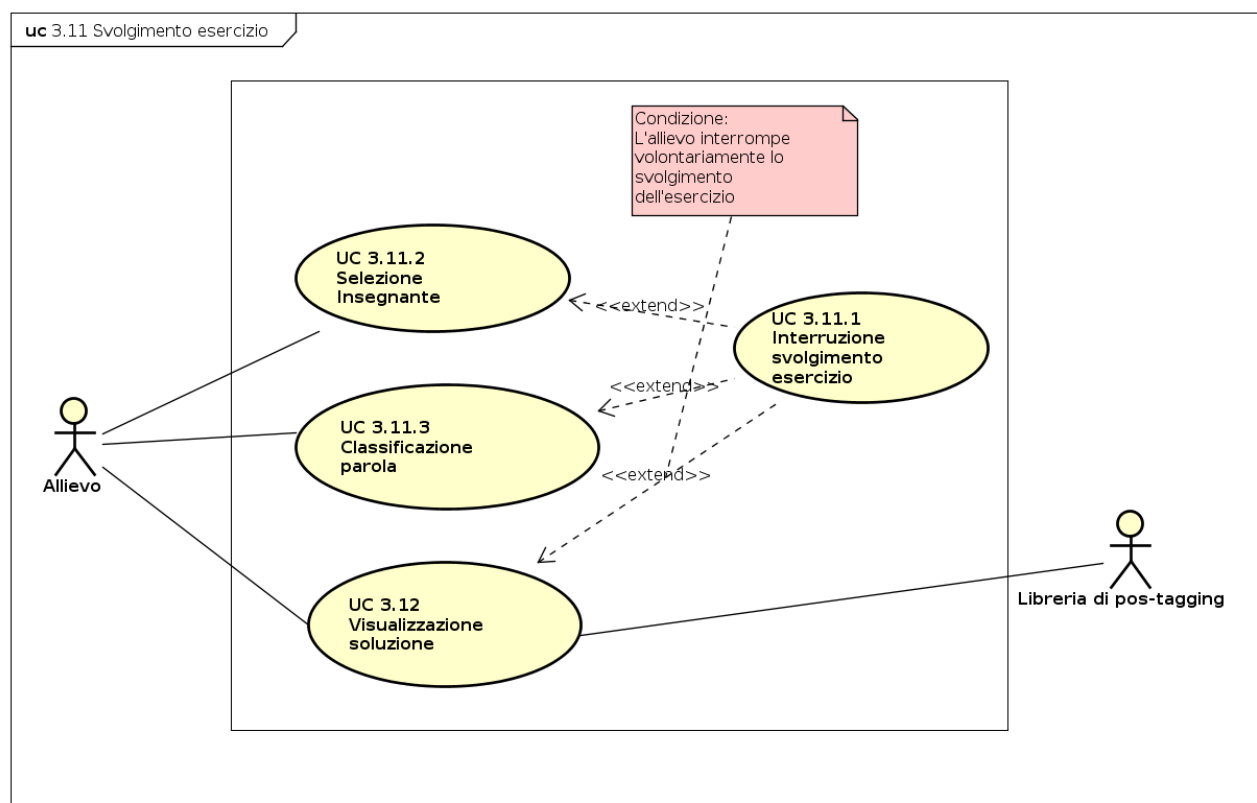 uc 3.11 Svolgimento esercizio
Condizione:
L'allievo interrompe
volontariamente lo
svolgimento
dell'esercizio
UC 3.11.2
Selezione
Insegnante
<<extend>>
UC 3.11.1
Interruzione
svolgimento
esercizio
<<extend>>
UC 3.11.3
Classificazione
parola
<<extend>>
Allievo
UC 3.12
Visualizzazione
soluzione
Libreria di pos-tagging